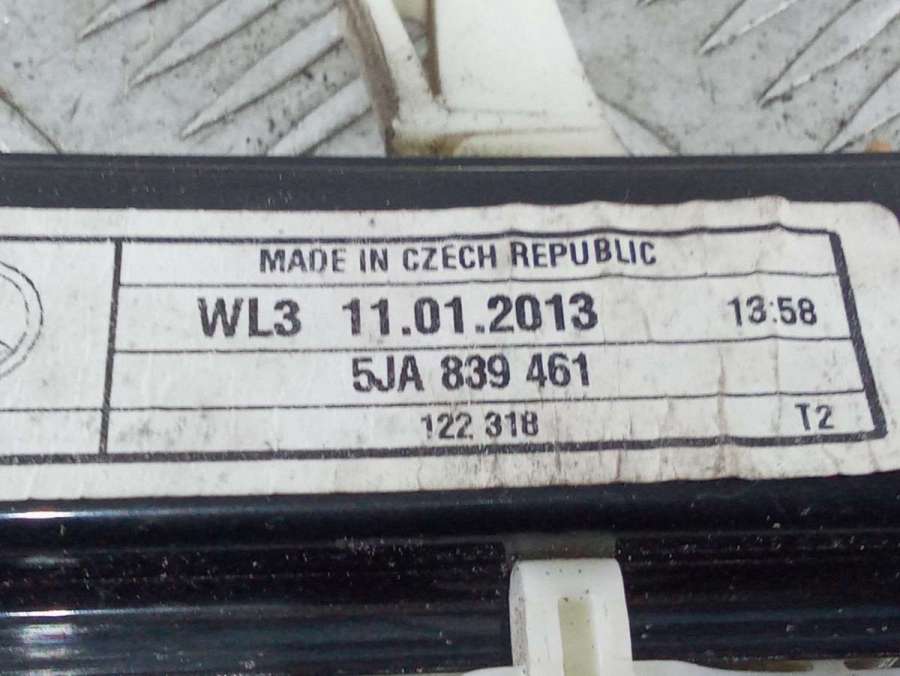 MADE IN CZECH REPUBLIC
WL3 11.01.2013 13:58
5JA 839 461
122 318 T2